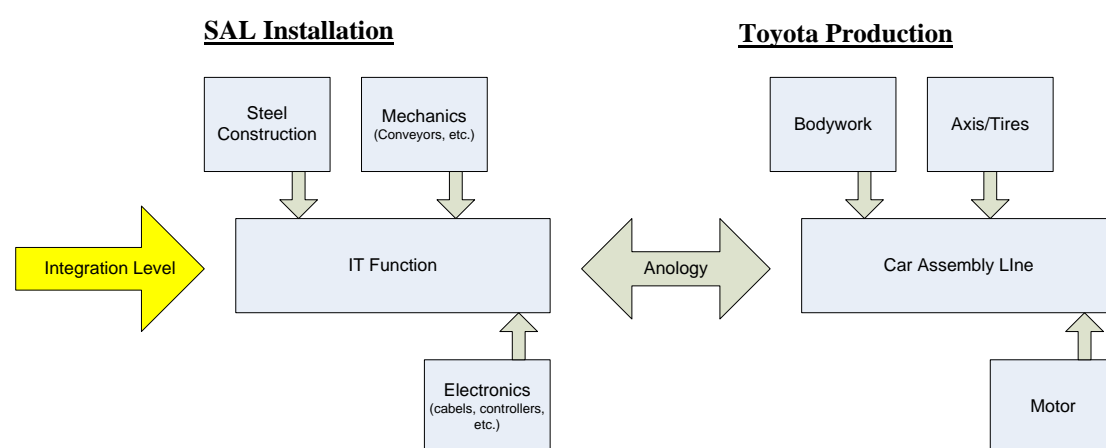 SAL Installation
Toyota Production
Steel
Construction
Mechanics
(Conveyors, etc.)
Bodywork
Axis/Tires
Integration Level
IT Function
Anology
Car Assembly LIne
Electronics
(cabels, controllers,
etc.)
Motor